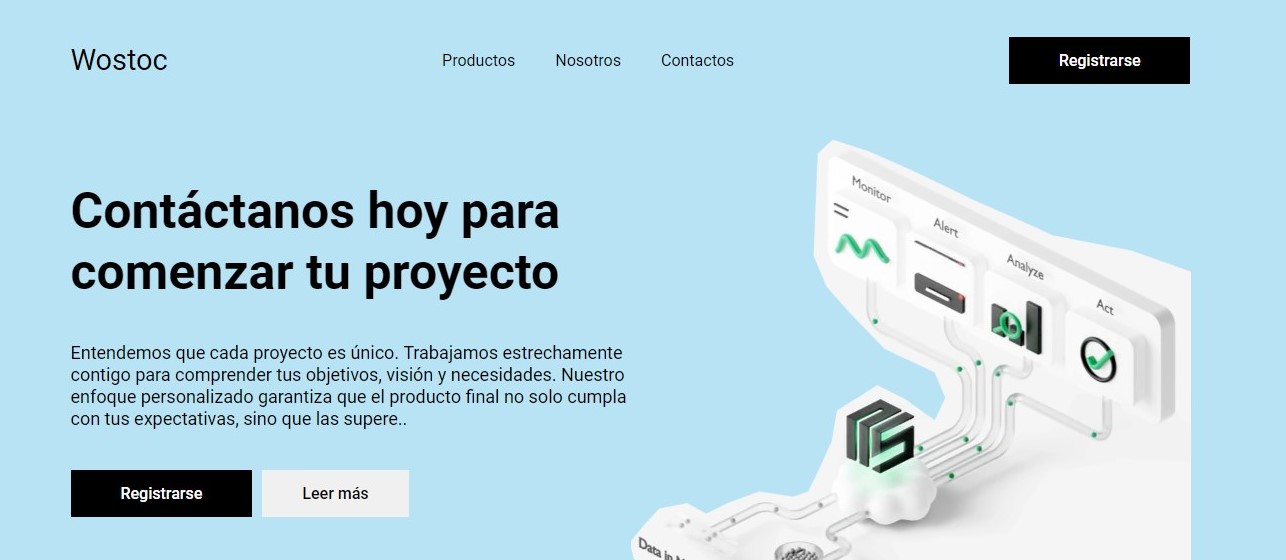 Wostoc
Productos
Nosotros
Contactos
Registrarse
Contáctanos hoy para
comenzar tu proyecto
Entendemos que cada proyecto es único. Trabajamos estrechamente
contigo para comprender tus objetivos, visión y necesidades. Nuestro
enfoque personalizado garantiza que el producto final no solo cumpla
con tus expectativas, sino que las supere..
Registrarse
Leer más
Monitor
Alert
Analyze
Act
Data in